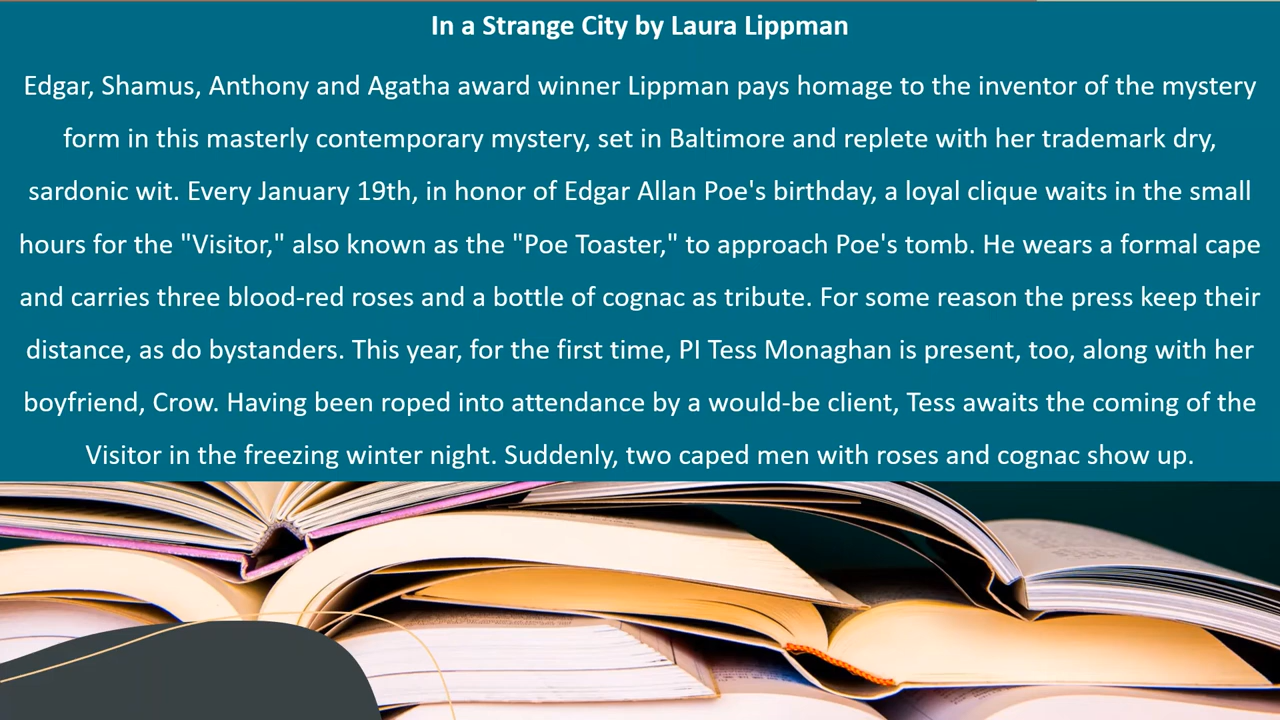 In a Strange City by Laura Lippman
Edgar, Shamus, Anthony and Agatha award winner Lippman pays homage to the inventor of the mystery
form in this masterly contemporary mystery, set in Baltimore and replete with her trademark dry,
sardonic wit. Every January 19th, in honor of Edgar Allan Poe's birthday, a loyal clique waits in the small
hours for the "Visitor," also known as the "Poe Toaster," to approach Poe's tomb. He wears a formal cape
and carries three blood-red roses and a bottle of cognac as tribute. For some reason the press keep their
distance, as do bystanders. This year, for the first time, PI Tess Monaghan is present, too, along with her
boyfriend, Crow. Having been roped into attendance by a would-be client, Tess awaits the coming of the
Visitor in the freezing winter night. Suddenly, two caped men with roses and cognac show up.